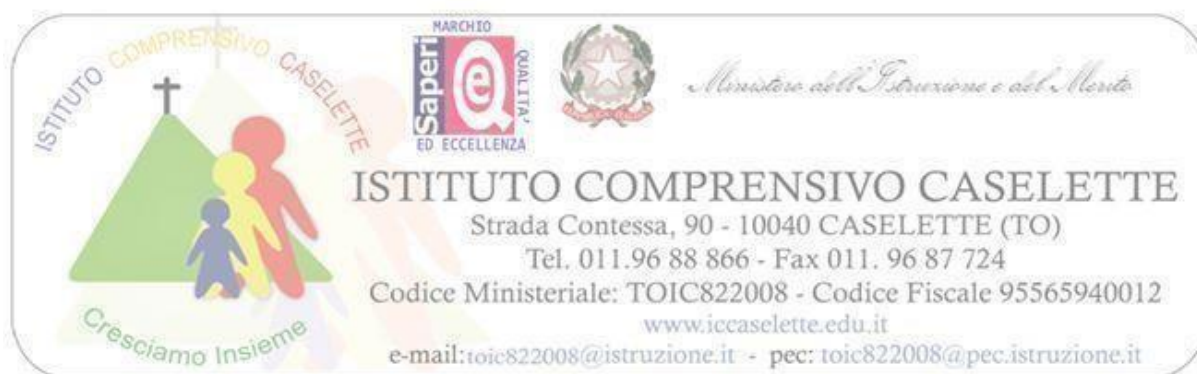 ISTITUTO COMPRENSIVO CASELETTE
Cresciamo Insieme
MARCHIO
Saperi
QUALITA'
e
ED ECCELLENZA
Ministero dell'Istruzione e del Merito
ISTITUTO COMPRENSIVO CASELETTE
Strada Contessa, 90 - 10040 CASELETTE (TO)
Tel. 011.96 88 866 - Fax 011. 96 87 724
Codice Ministeriale: TOIC822008 - Codice Fiscale 95565940012
www.iccaselette.edu.it
e-mail:toic822008@istruzione.it - pec: toic822008@pec.istruzione.it